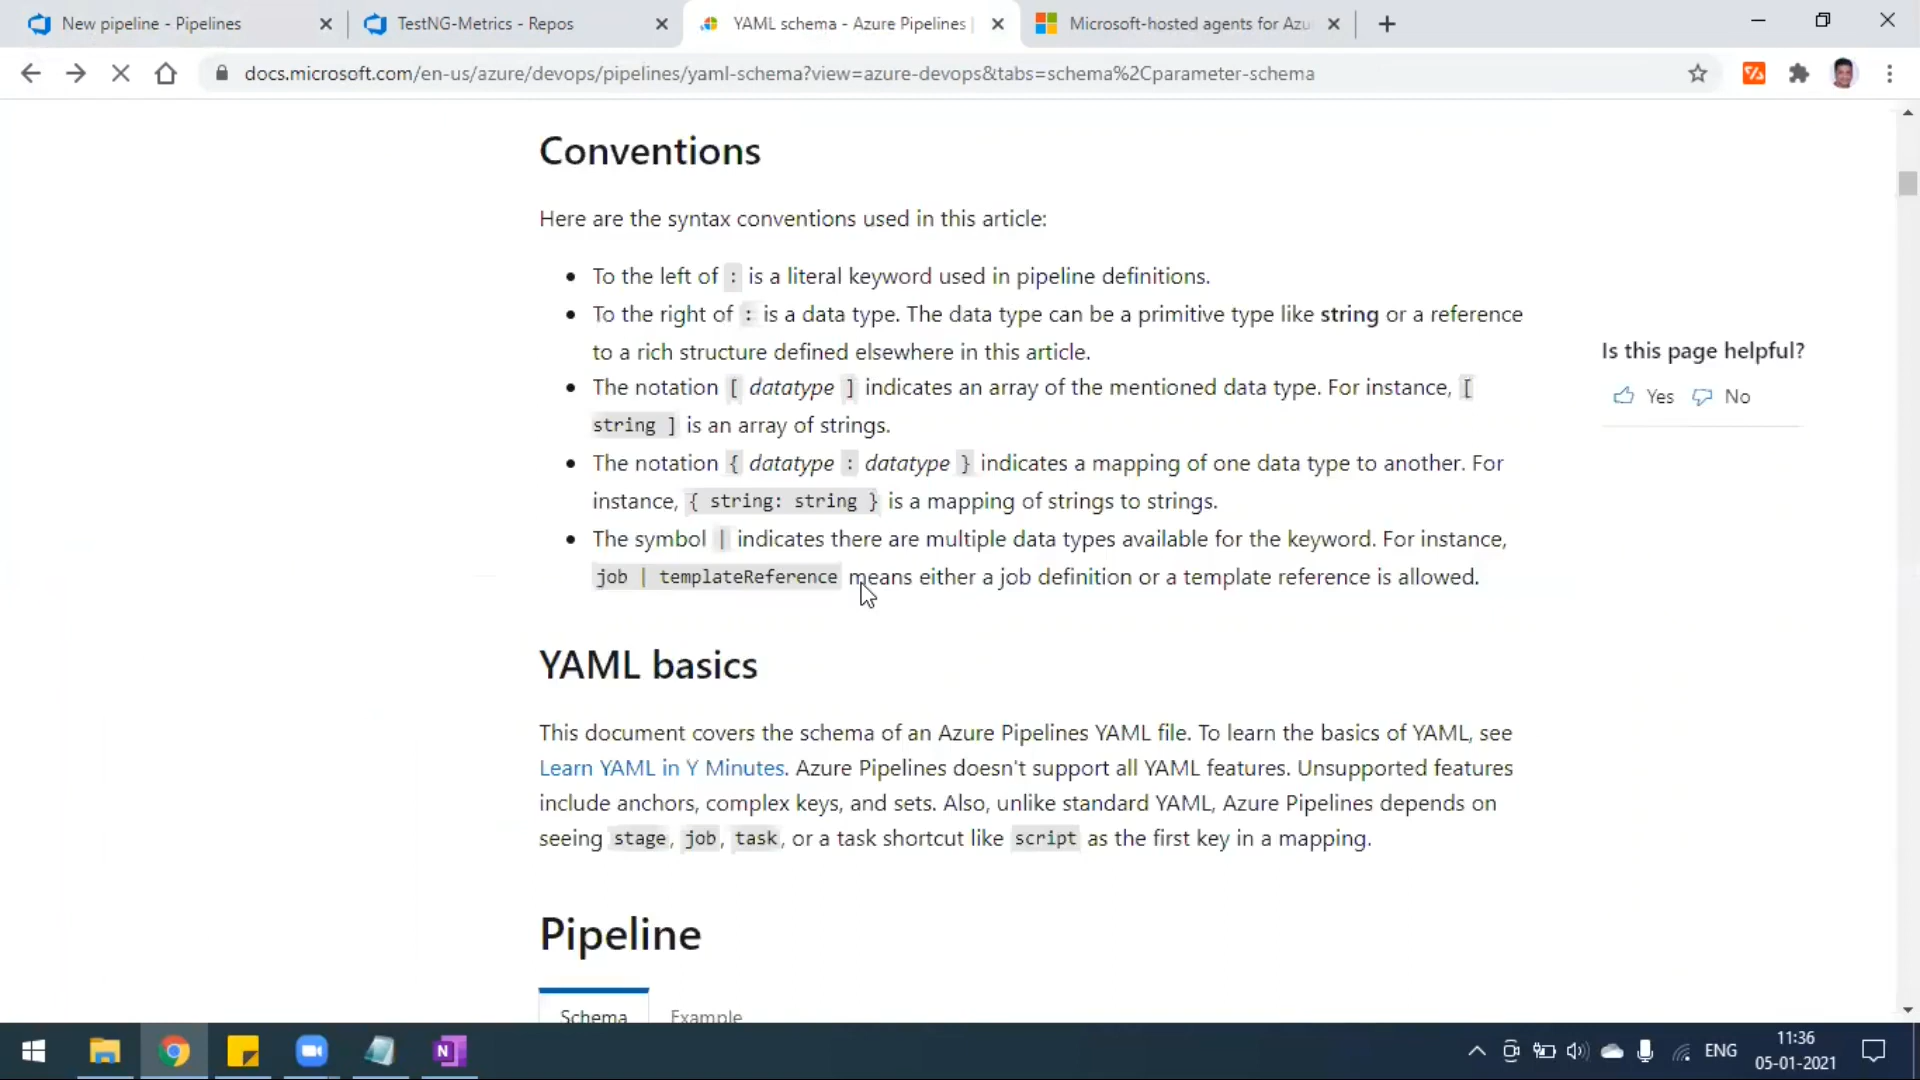 New pipeline - Pipelines
TestNG-Metrics - Repos
YAML schema - Azure Pipelines |
Microsoft-hosted agents for Azu
docs.microsoft.com/en-us/azure/devops/pipelines/yaml-schema?view=azure-devops&tabs=schema%2Cparameter-schema
Conventions
Here are the syntax conventions used in this article:
To the left of : is a literal keyword used in pipeline definitions.
To the right of : is a data type. The data type can be a primitive type like string or a reference
to a rich structure defined elsewhere in this article.
The notation [ datatype ] indicates an array of the mentioned data type. For instance, [
string ] is an array of strings.
The notation { datatype : datatype } indicates a mapping of one data type to another. For
instance, { string: string } is a mapping of strings to strings.
The symbol | indicates there are multiple data types available for the keyword. For instance,
job | templateReference means either a job definition or a template reference is allowed.
Is this page helpful?
Yes No
YAML basics
This document covers the schema of an Azure Pipelines YAML file. To learn the basics of YAML, see
Learn YAML in Y Minutes. Azure Pipelines doesn't support all YAML features. Unsupported features
include anchors, complex keys, and sets. Also, unlike standard YAML, Azure Pipelines depends on
seeing stage, job, task, or a task shortcut like script as the first key in a mapping.
Pipeline
Schema Example
N
ENG
11:36
05-01-2021